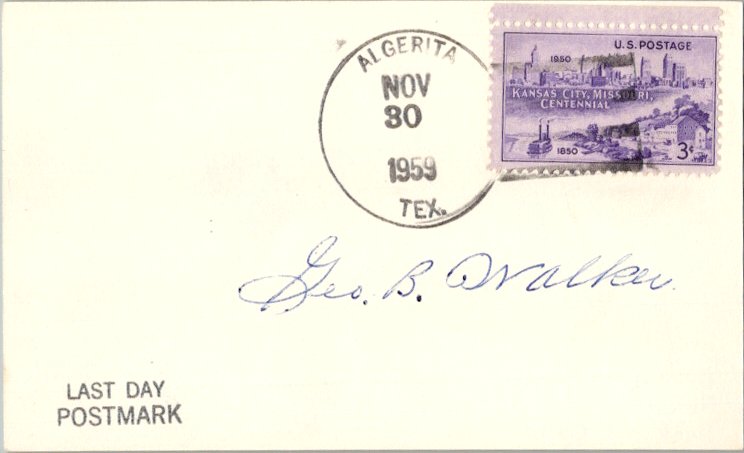 ALGERITA
NOV
30
1959
TEX.
U.S. POSTAGE
1950
KANSAS CITY, MISSOURI,
CENTENNIAL
1850
3¢
Geo. B. Walker
LAST DAY
POSTMARK